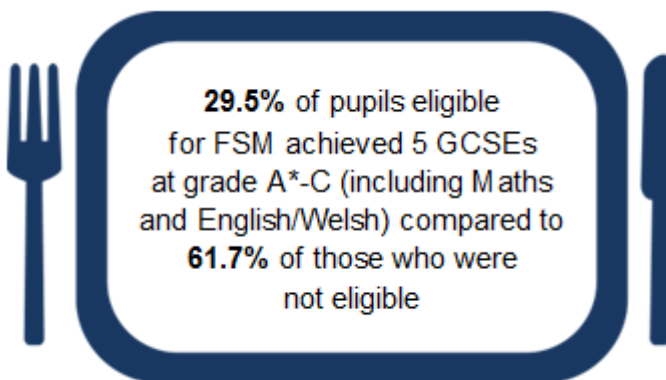 29.5% of pupils eligible
for FSM achieved 5 GCSEs
at grade A*-C (including Maths
and English/Welsh) compared to
61.7% of those who were
not eligible